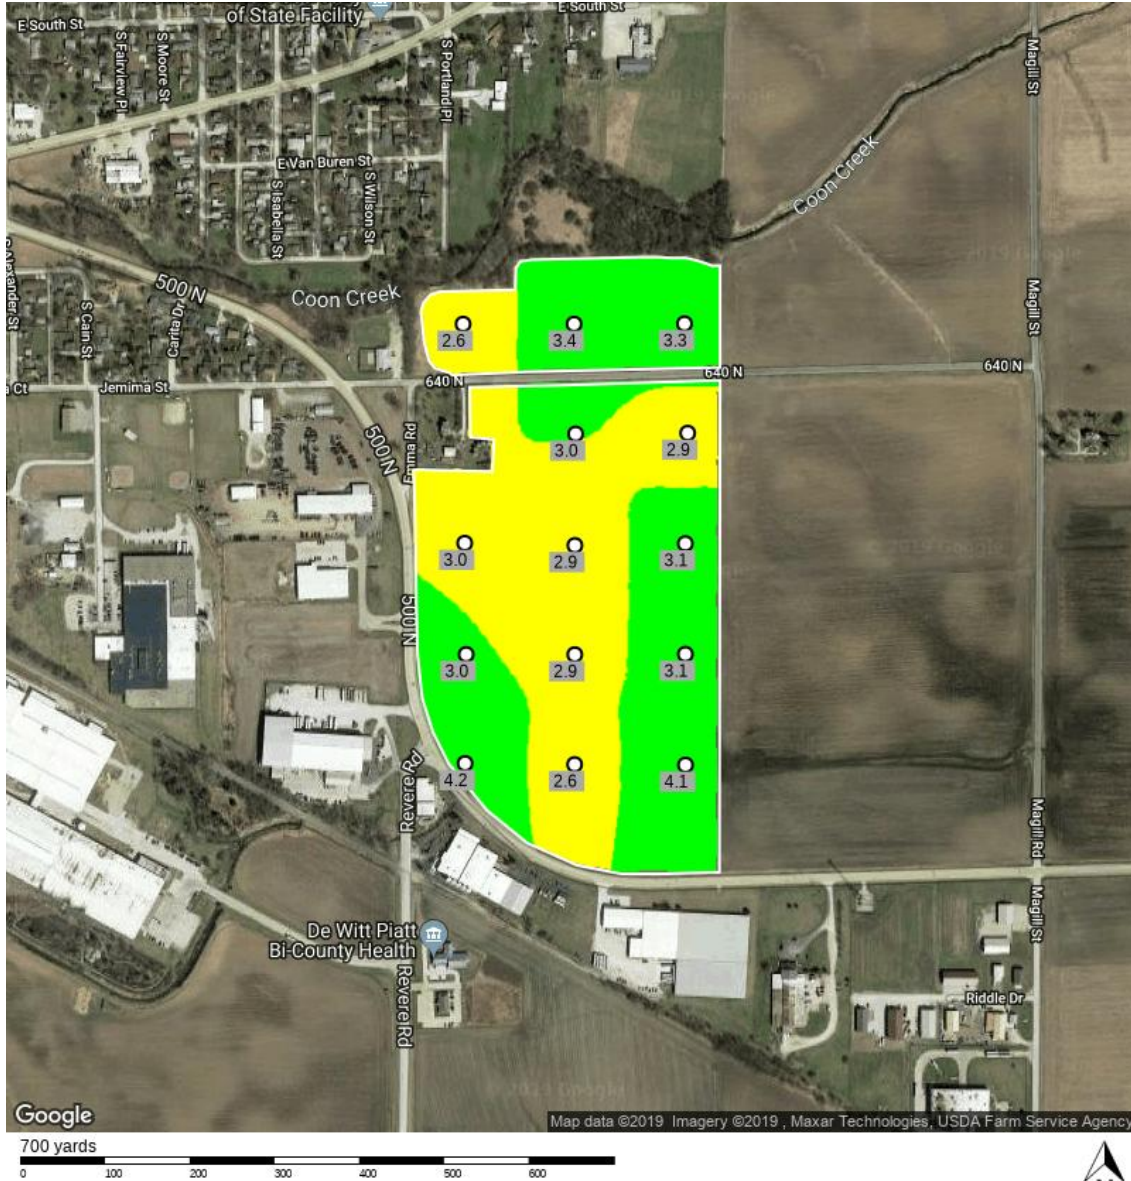 of State Facility
E South St
E South St
S Fairview Pl
S Moore St
S Portland Pl
Magill St
E Van Buren St
S Isabella St
S Wilson St
Coon Creek
S Alexander St
500 N
Coon Creek
Magill St
S Cain St
Carita Dr
2.6
3.4
3.3
640 N
640 N
640 N
Ct
Jemima St
500 N
Emma Rd
3.0
2.9
3.0
2.9
3.1
500 N
3.0
2.9
3.1
Revere Rd
4.2
2.6
4.1
Magill Rd
Magill St
De Witt Piatt
Bi-County Health
Revere Rd
Riddle Dr
Google
Map data ©2019 Imagery ©2019 , Maxar Technologies, USDA Farm Service Agency
700 yards
0 100 200 300 400 500 600